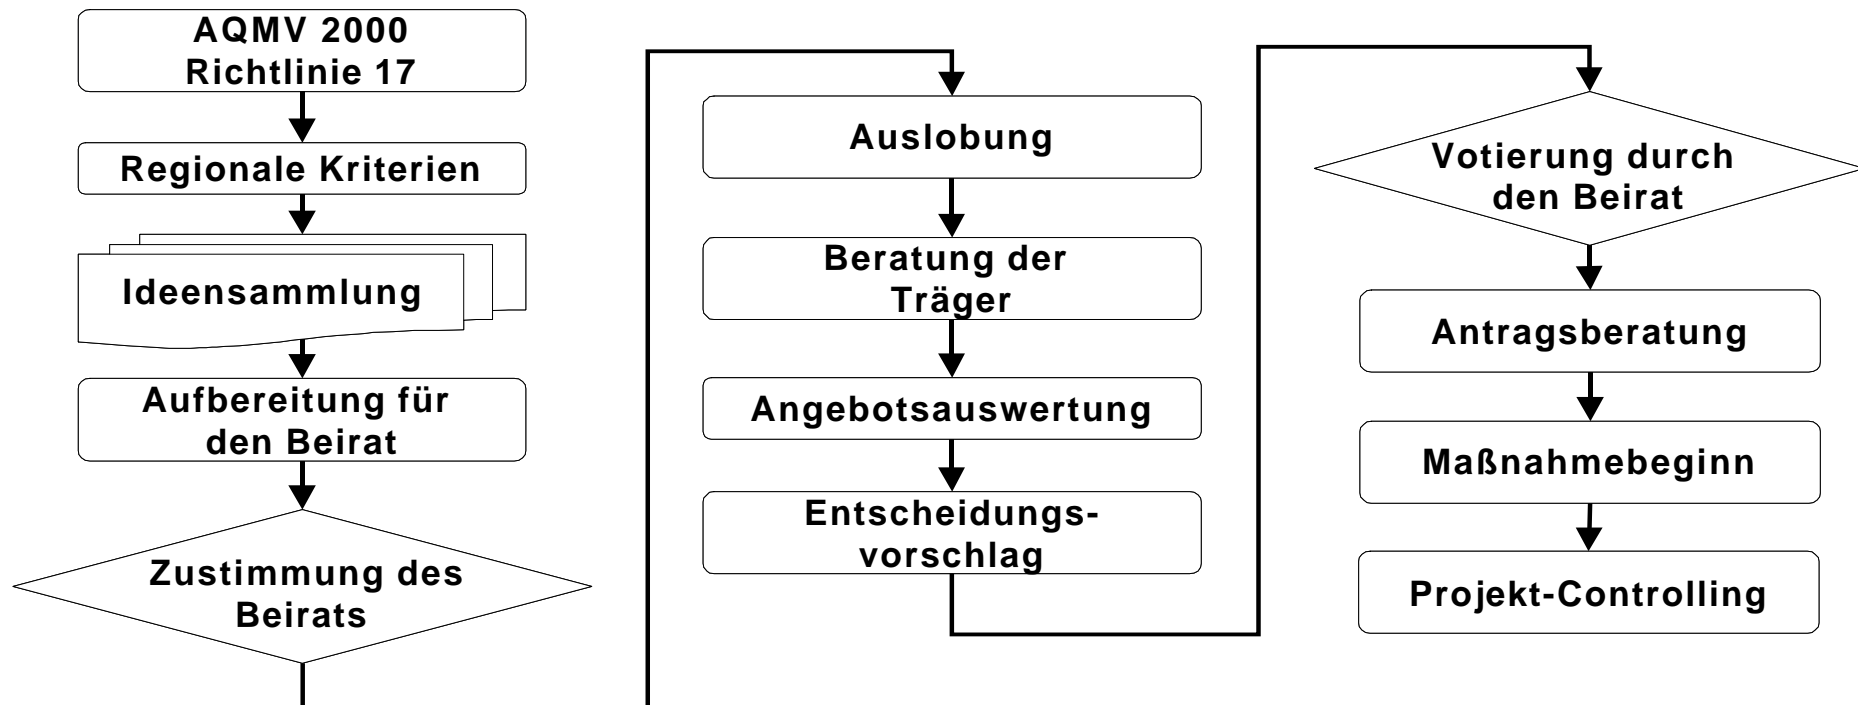 AQMV 2000
Richtlinie 17
Regionale Kriterien
Ideensammlung
Aufbereitung für
den Beirat
Zustimmung des
Beirats
Auslobung
Beratung der
Träger
Angebotsauswertung
Entscheidungs-
vorschlag
Votierung durch
den Beirat
Antragsberatung
Maßnahmebeginn
Projekt-Controlling